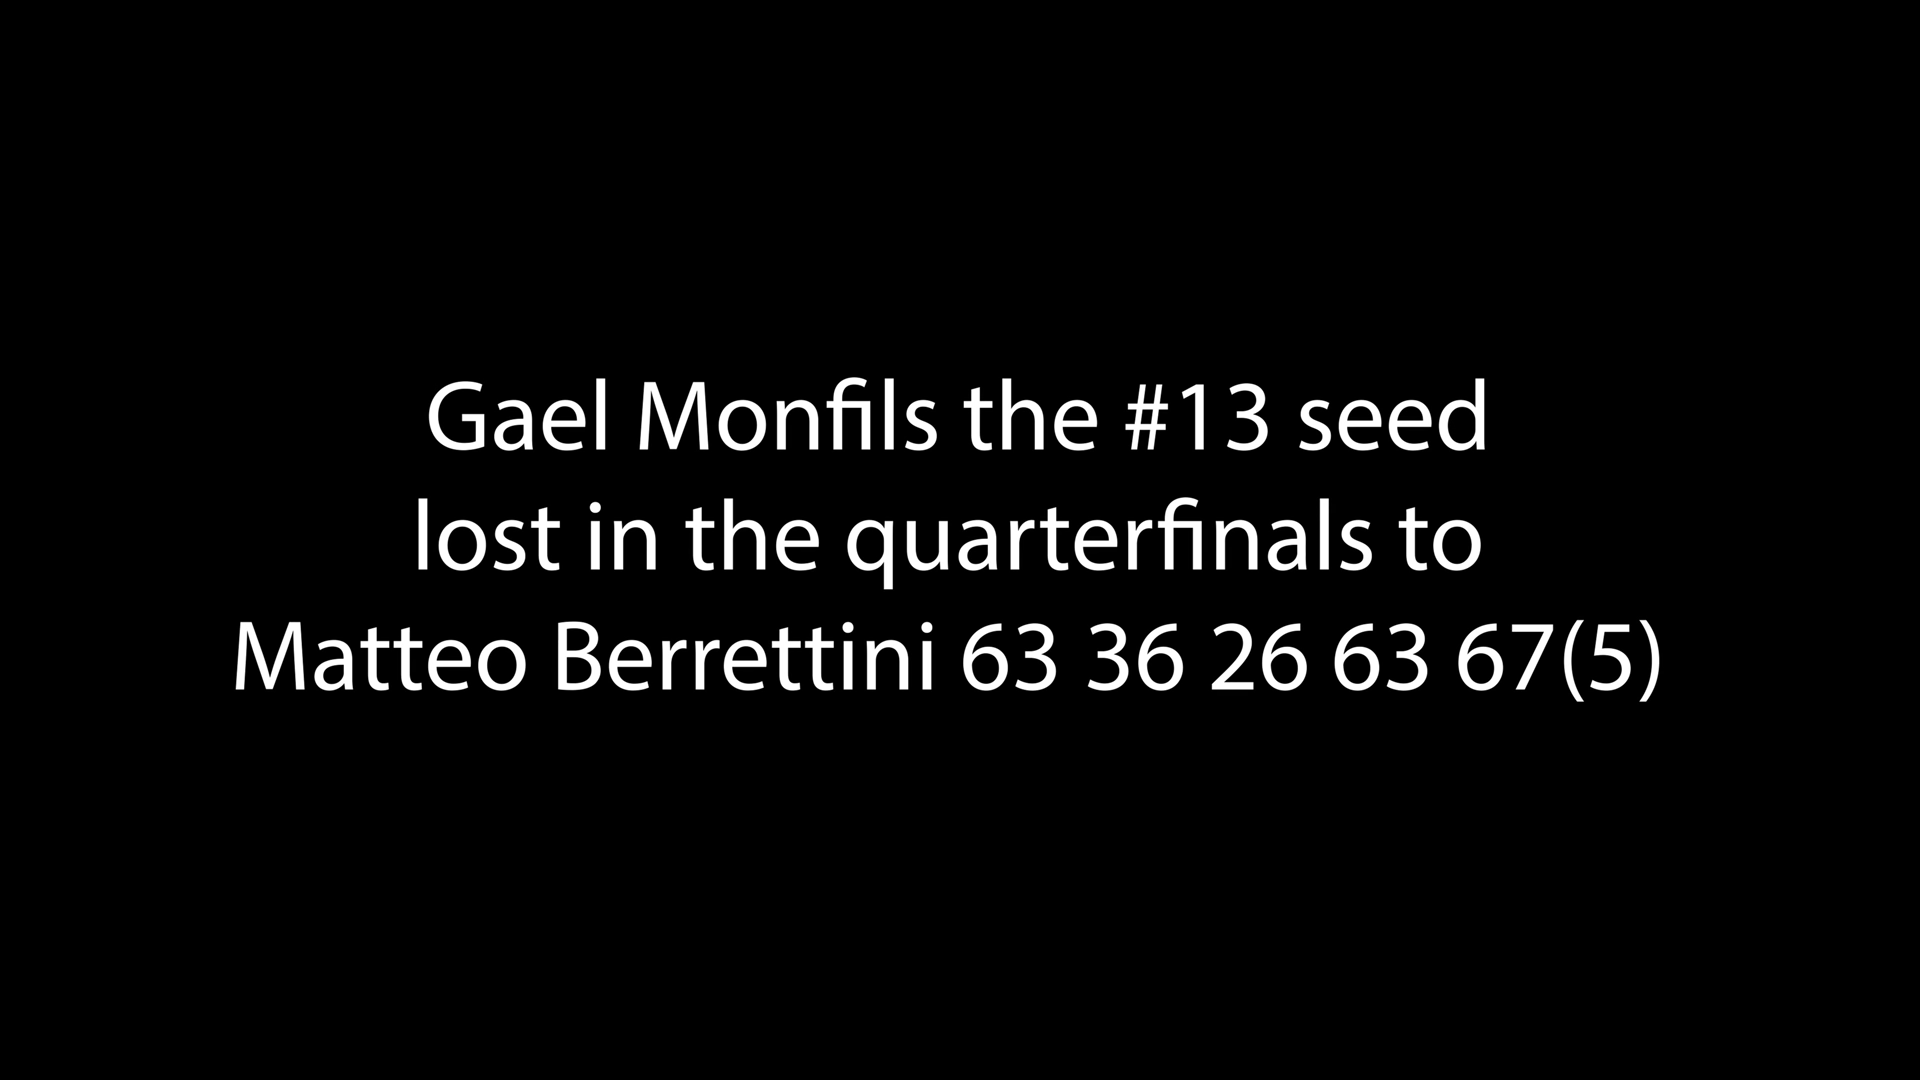 Gael Monfils the #13 seed
lost in the quarterfinals to
Matteo Berrettini 63 36 26 63 67(5)